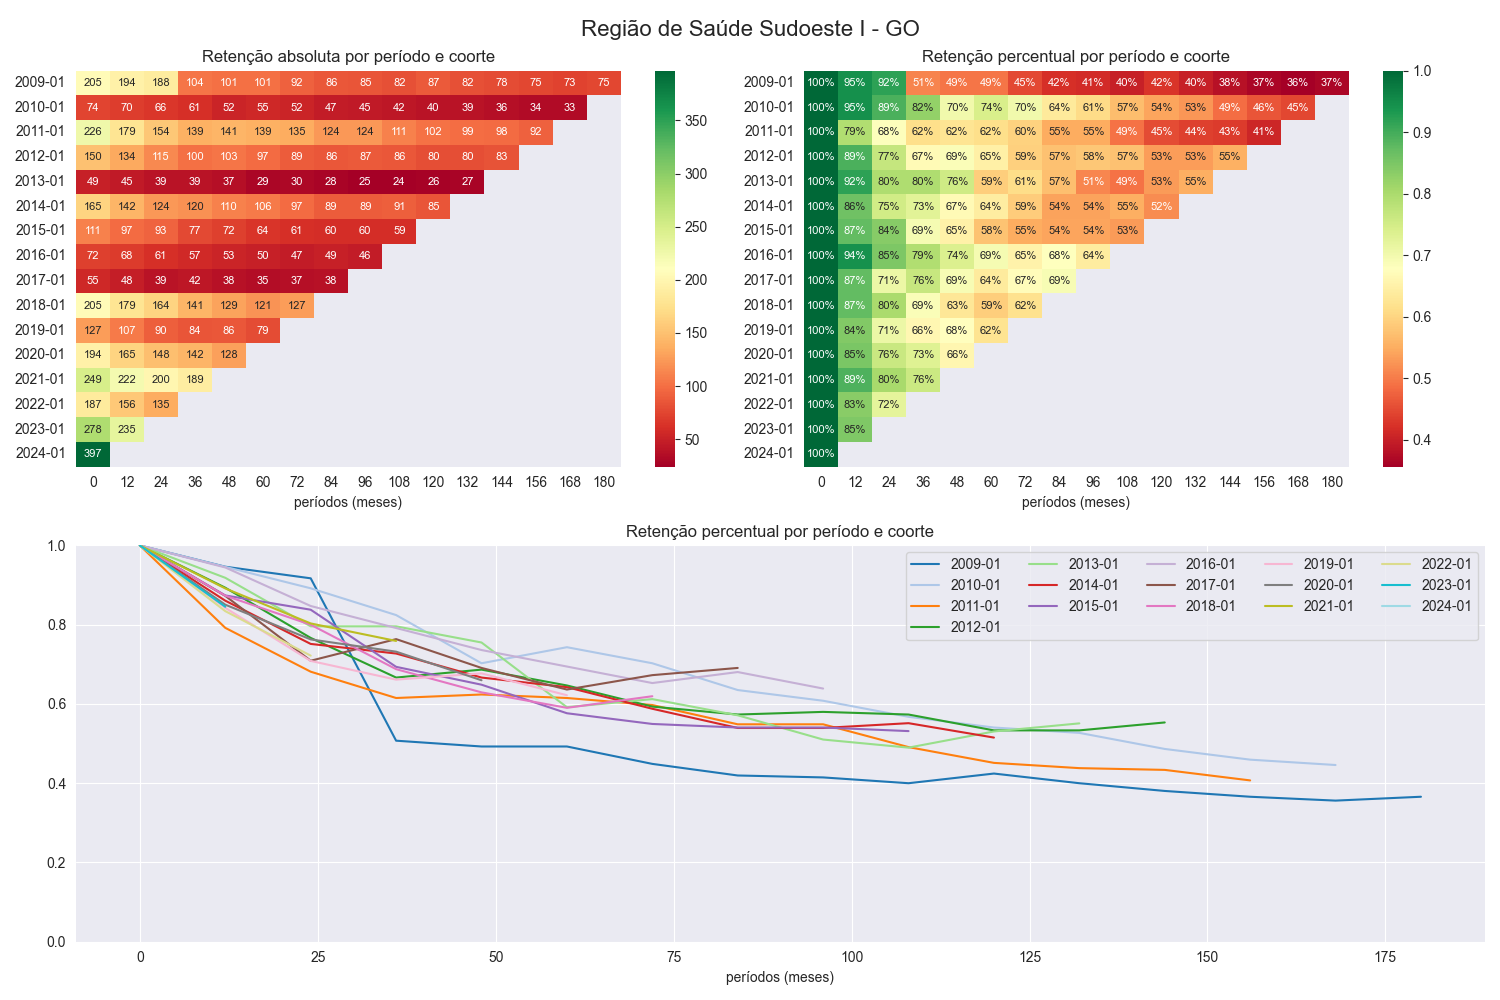 Região de Saúde Sudoeste I - GO
Retenção absoluta por período e coorte
2009-01 205 194 188 104 101 101 92 86 85 82 87 82 78 75 73 75
2010-01 74 70 66 61 52 55 52 47 45 42 40 39 36 34 33
2011-01 226 179 154 139 141 139 135 124 124 111 102 99 98 92
2012-01 150 134 115 100 103 97 89 86 87 86 80 80 83
2013-01 49 45 39 39 37 29 30 28 25 24 26 27
2014-01 165 142 124 120 110 106 97 89 89 91 85
2015-01 111 97 93 77 72 64 61 60 60 59
2016-01 72 68 61 57 53 50 47 49 46
2017-01 55 48 39 42 38 35 37 38
2018-01 205 179 164 141 129 121 127
2019-01 127 107 90 84 86 79
2020-01 194 165 148 142 128
2021-01 249 222 200 189
2022-01 187 156 135
2023-01 278 235
2024-01 397
0 12 24 36 48 60 72 84 96 108 120 132 144 156 168 180
períodos (meses)
350
300
250
200
150
100
50
Retenção percentual por período e coorte
2009-01 100% 95% 92% 51% 49% 49% 45% 42% 41% 40% 42% 40% 38% 37% 36% 37%
2010-01 100% 95% 89% 82% 70% 74% 70% 64% 61% 57% 54% 53% 49% 46% 45%
2011-01 100% 79% 68% 62% 62% 62% 60% 55% 55% 49% 45% 44% 43% 41%
2012-01 100% 89% 77% 67% 69% 65% 59% 57% 58% 57% 53% 53% 55%
2013-01 100% 92% 80% 80% 76% 59% 61% 57% 51% 49% 53% 55%
2014-01 100% 86% 75% 73% 67% 64% 59% 54% 54% 55% 52%
2015-01 100% 87% 84% 69% 65% 58% 55% 54% 54% 53%
2016-01 100% 94% 85% 79% 74% 69% 65% 68% 64%
2017-01 100% 87% 71% 76% 69% 64% 67% 69%
2018-01 100% 87% 80% 69% 63% 59% 62%
2019-01 100% 84% 71% 66% 68% 62%
2020-01 100% 85% 76% 73% 66%
2021-01 100% 89% 80% 76%
2022-01 100% 83% 72%
2023-01 100% 85%
2024-01 100%
0 12 24 36 48 60 72 84 96 108 120 132 144 156 168 180
períodos (meses)
1.0
0.9
0.8
0.7
0.6
0.5
0.4
Retenção percentual por período e coorte
1.0
0.8
0.6
0.4
0.2
0.0
2009-01 2013-01 2016-01 2019-01 2022-01
2010-01 2014-01 2017-01 2020-01 2023-01
2011-01 2015-01 2018-01 2021-01 2024-01
2012-01
0 25 50 75 100 125 150 175
períodos (meses)